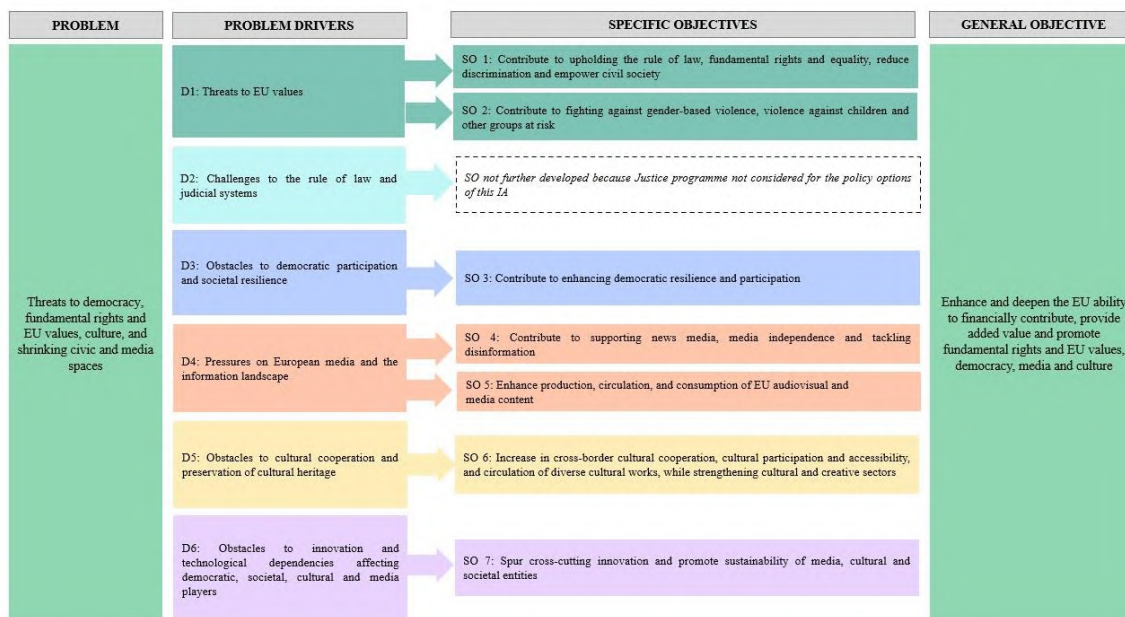 PROBLEM
PROBLEM DRIVERS
SPECIFIC OBJECTIVES
GENERAL OBJECTIVE
Threats to democracy,
fundamental rights and
EU values, culture, and
shrinking civic and media
spaces
D1: Threats to EU values
SO 1: Contribute to upholding the rule of law, fundamental rights and equality, reduce
discrimination and empower civil society
SO 2: Contribute to fighting against gender-based violence, violence against children and
other groups at risk
D2: Challenges to the rule of law and
judicial systems
SO not further developed because Justice programme not considered for the policy options
of this IA
D3: Obstacles to democratic participation
and societal resilience
SO 3: Contribute to enhancing democratic resilience and participation
D4: Pressures on European media and the
information landscape
SO 4: Contribute to supporting news media, media independence and tackling
disinformation
SO 5: Enhance production, circulation, and consumption of EU audiovisual and
media content
D5: Obstacles to cultural cooperation and
preservation of cultural heritage
SO 6: Increase in cross-border cultural cooperation, cultural participation and accessibility,
and circulation of diverse cultural works, while strengthening cultural and creative sectors
D6: Obstacles to innovation and
technological dependencies affecting
democratic, societal, cultural and media
players
SO 7: Spur cross-cutting innovation and promote sustainability of media, cultural and
societal entities
Enhance and deepen the EU ability
to financially contribute, provide
added value and promote
fundamental rights and EU values,
democracy, media and culture